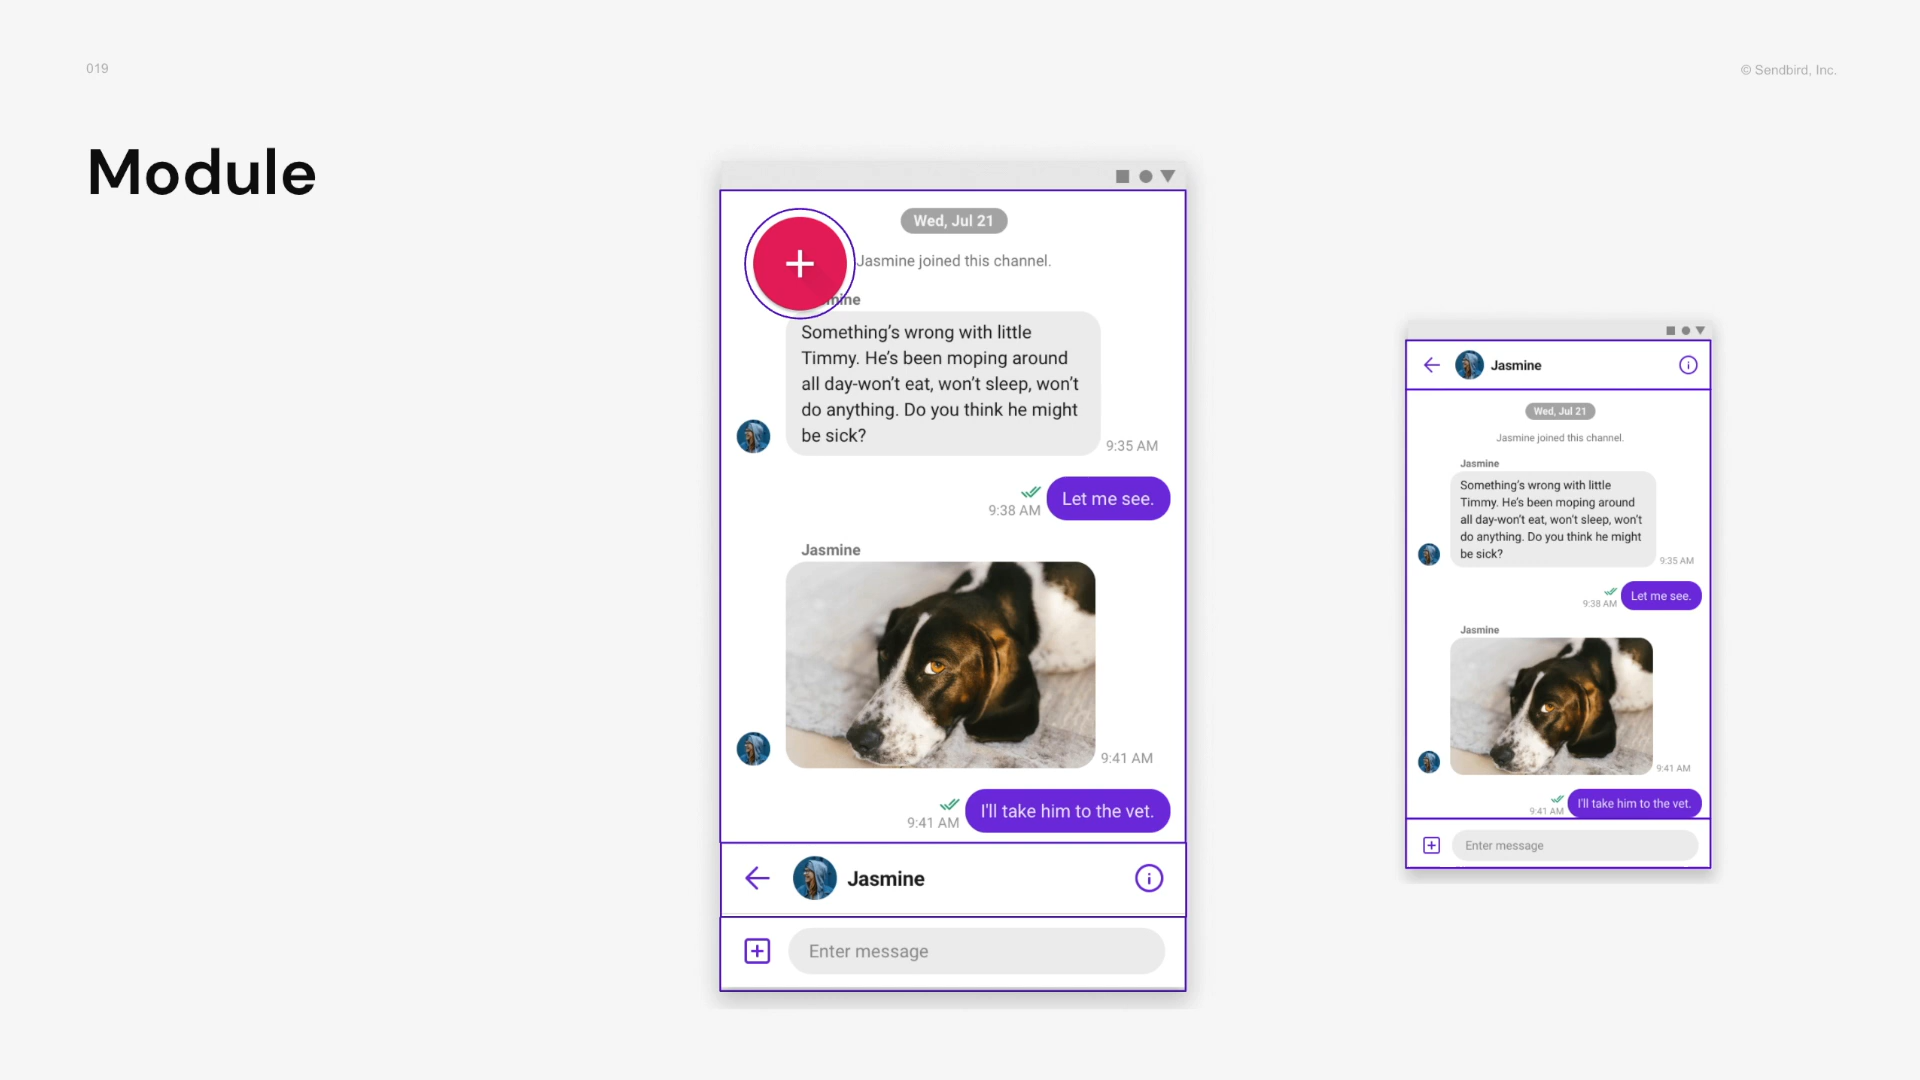 019
© Sendbird, Inc.
Module
Wed, Jul 21
Jasmine joined this channel.
mine
Something’s wrong with little
Timmy. He’s been moping around
all day-won’t eat, won’t sleep, won’t
do anything. Do you think he might
be sick?
9:35 AM
Let me see.
9:38 AM
Jasmine
9:41 AM
I'll take him to the vet.
9:41 AM
Jasmine
Enter message
Jasmine
Wed, Jul 21
Jasmine joined this channel.
Jasmine
Something’s wrong with little
Timmy. He’s been moping around
all day-won’t eat, won’t sleep, won’t
do anything. Do you think he might
be sick?
9:35 AM
Let me see.
9:38 AM
Jasmine
9:41 AM
I'll take him to the vet.
9:41 AM
Enter message